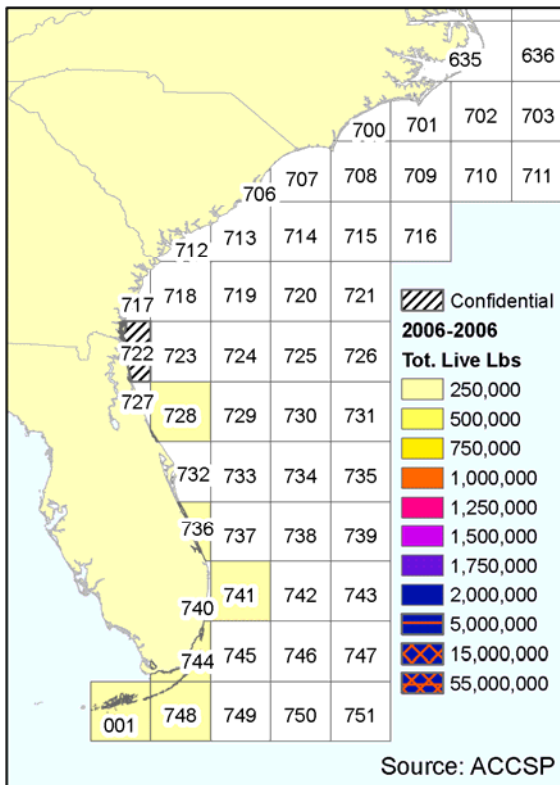 635 636
700 701 702 703
706 707 708 709 710 711
712 713 714 715 716
717 718 719 720 721
722 723 724 725 726
727 728 729 730 731
732 733 734 735
736 737 738 739
740 741 742 743
744 745 746 747
001 748 749 750 751
Confidential
2006-2006
Tot. Live Lbs
250,000
500,000
750,000
1,000,000
1,250,000
1,500,000
1,750,000
2,000,000
5,000,000
15,000,000
55,000,000
Source: ACCSP